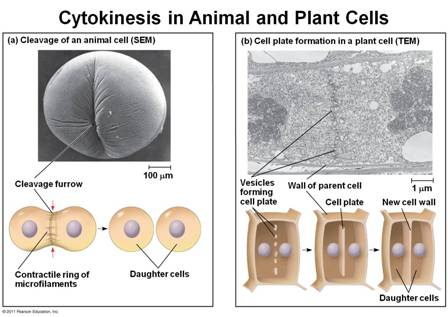 Cytokinesis in Animal and Plant Cells
(a) Cleavage of an animal cell (SEM)
100 μm
Cleavage furrow
Contractile ring of
microfilaments
Daughter cells
(b) Cell plate formation in a plant cell (TEM)
1 μm
Vesicles
forming
cell plate
Wall of parent cell
Cell plate
New cell wall
Daughter cells
© 2011 Pearson Education, Inc.